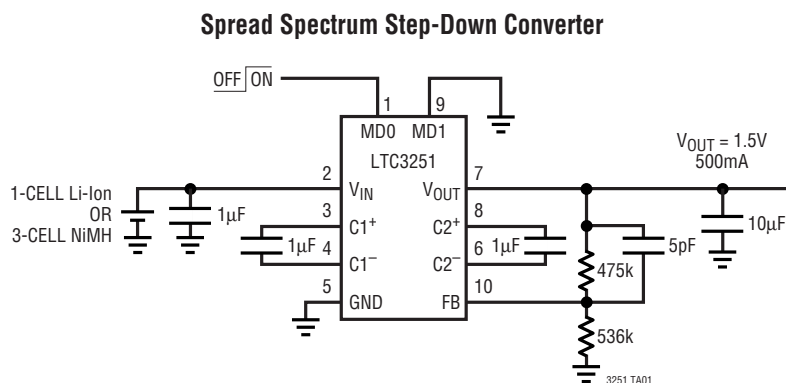 Spread Spectrum Step-Down Converter
OFF ON
1
9
MD0 MD1
LTC3251
VOUT = 1.5V
500mA
2
VIN
VOUT
7
1-CELL Li-Ion
OR
3-CELL NiMH
1µF
3
C1+
C2+
8
1µF
1µF
10µF
4
C1−
C2−
6
5pF
475k
5
GND
FB
10
536k
3251 TA01